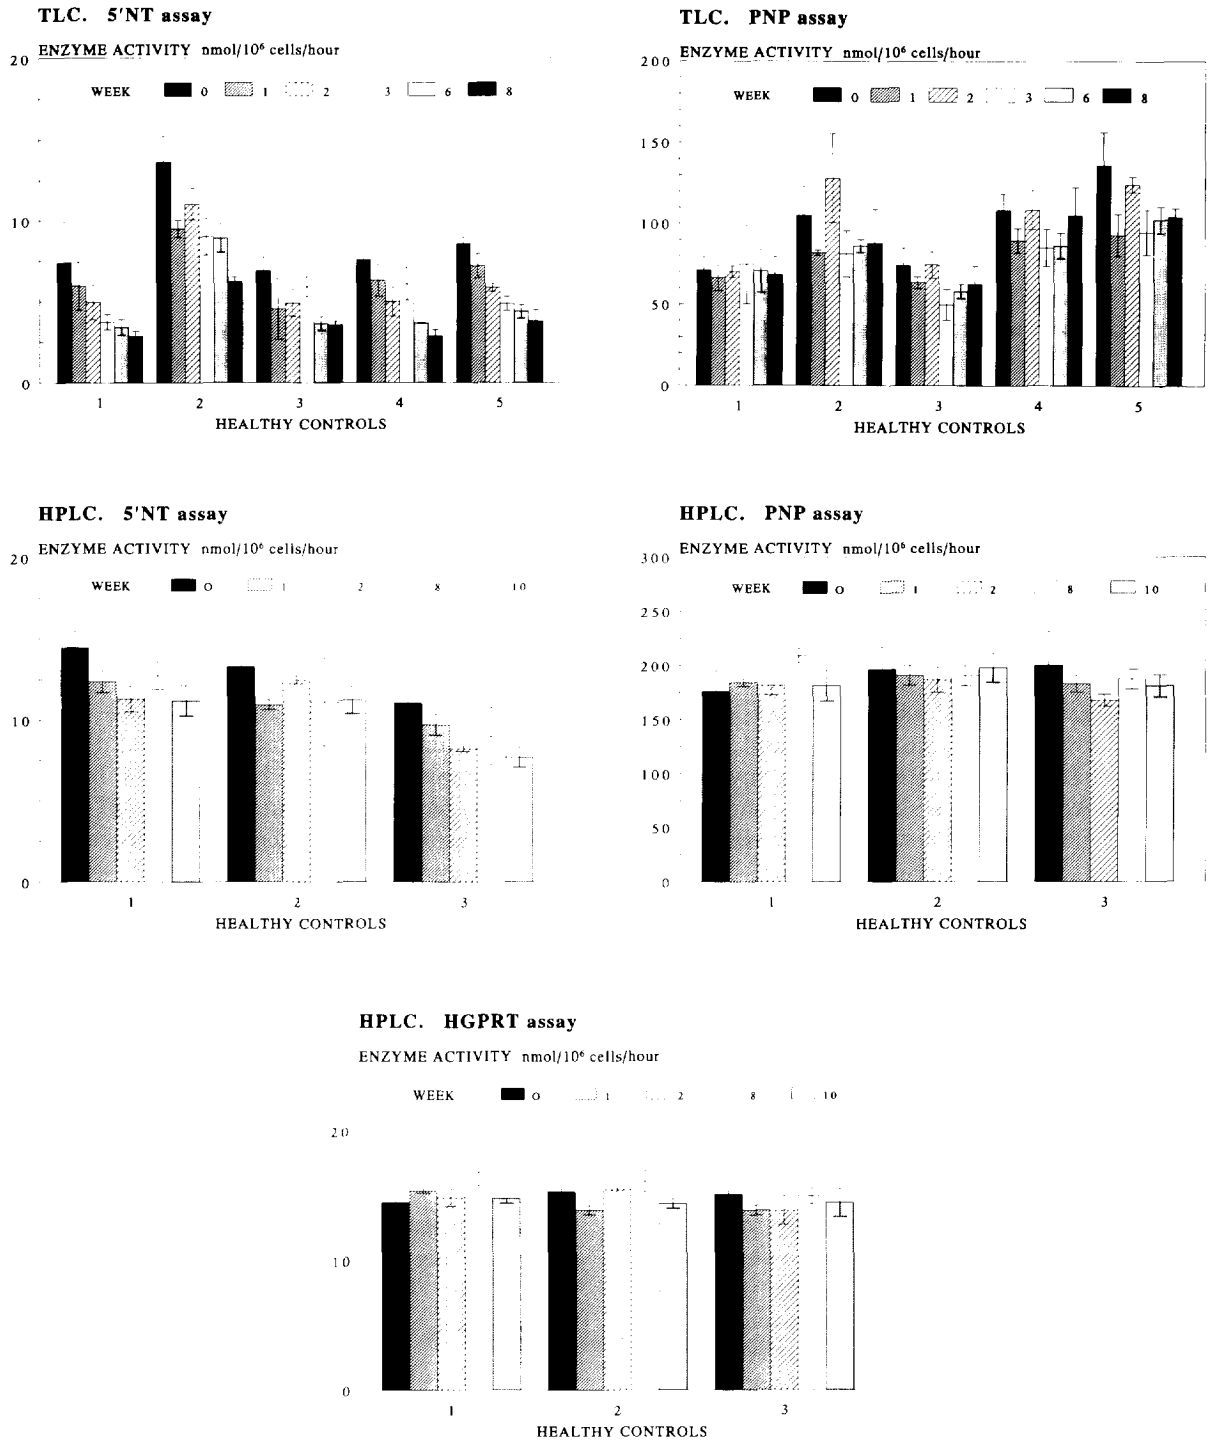 TLC. 5'NT assay
ENZYME ACTIVITY nmol/10⁶ cells/hour
20
WEEK 0 1 2 3 6 8
10
0
1 2 3 4 5
HEALTHY CONTROLS
TLC. PNP assay
ENZYME ACTIVITY nmol/10⁶ cells/hour
200
WEEK 0 1 2 3 6 8
150
100
50
0
1 2 3 4 5
HEALTHY CONTROLS
HPLC. 5'NT assay
ENZYME ACTIVITY nmol/10⁶ cells/hour
20
WEEK O 1 2 8 10
10
0
1 2 3
HEALTHY CONTROLS
HPLC. PNP assay
ENZYME ACTIVITY nmol/10⁶ cells/hour
300
WEEK O 1 2 8 10
250
200
150
100
50
0
1 2 3
HEALTHY CONTROLS
HPLC. HGPRT assay
ENZYME ACTIVITY nmol/10⁶ cells/hour
WEEK O 1 2 8 10
20
10
0
1 2 3
HEALTHY CONTROLS